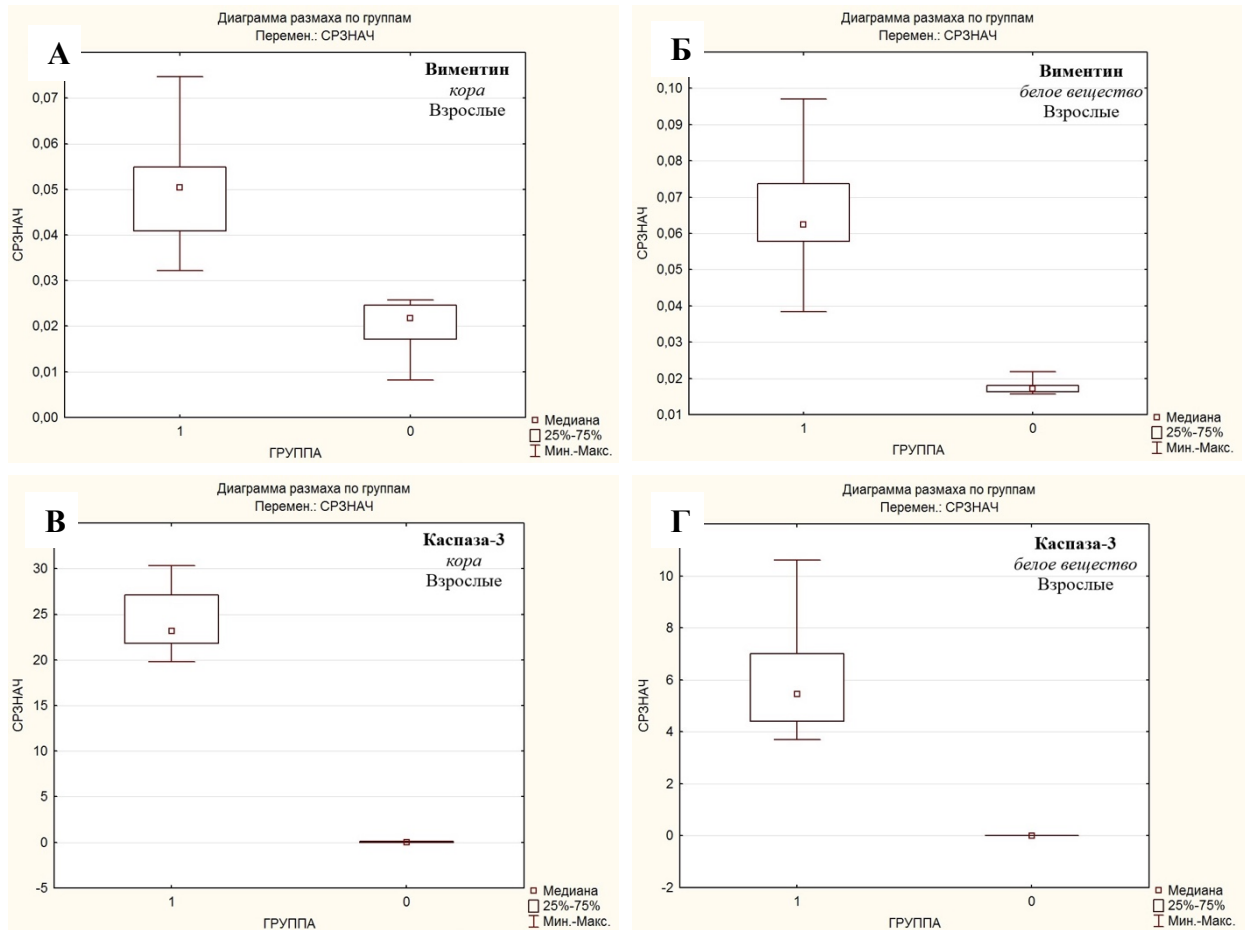 А
Диаграмма размаха по группам
Перемен.: СРЗНАЧ
Виментин
кора
Взрослые
0,07
0,06
0,05
0,04
0,03
0,02
0,01
0,00
СРЗНАЧ
1
0
ГРУППА
Медиана
25%-75%
Мин.-Макс.
Б
Диаграмма размаха по группам
Перемен.: СРЗНАЧ
Виментин
белое вещество
Взрослые
0,10
0,09
0,08
0,07
0,06
0,05
0,04
0,03
0,02
0,01
СРЗНАЧ
1
0
ГРУППА
Медиана
25%-75%
Мин.-Макс.
В
Диаграмма размаха по группам
Перемен.: СРЗНАЧ
Каспаза-3
кора
Взрослые
30
25
20
15
10
5
0
-5
СРЗНАЧ
1
0
ГРУППА
Медиана
25%-75%
Мин.-Макс.
Г
Диаграмма размаха по группам
Перемен.: СРЗНАЧ
Каспаза-3
белое вещество
Взрослые
10
8
6
4
2
0
-2
СРЗНАЧ
1
0
ГРУППА
Медиана
25%-75%
Мин.-Макс.